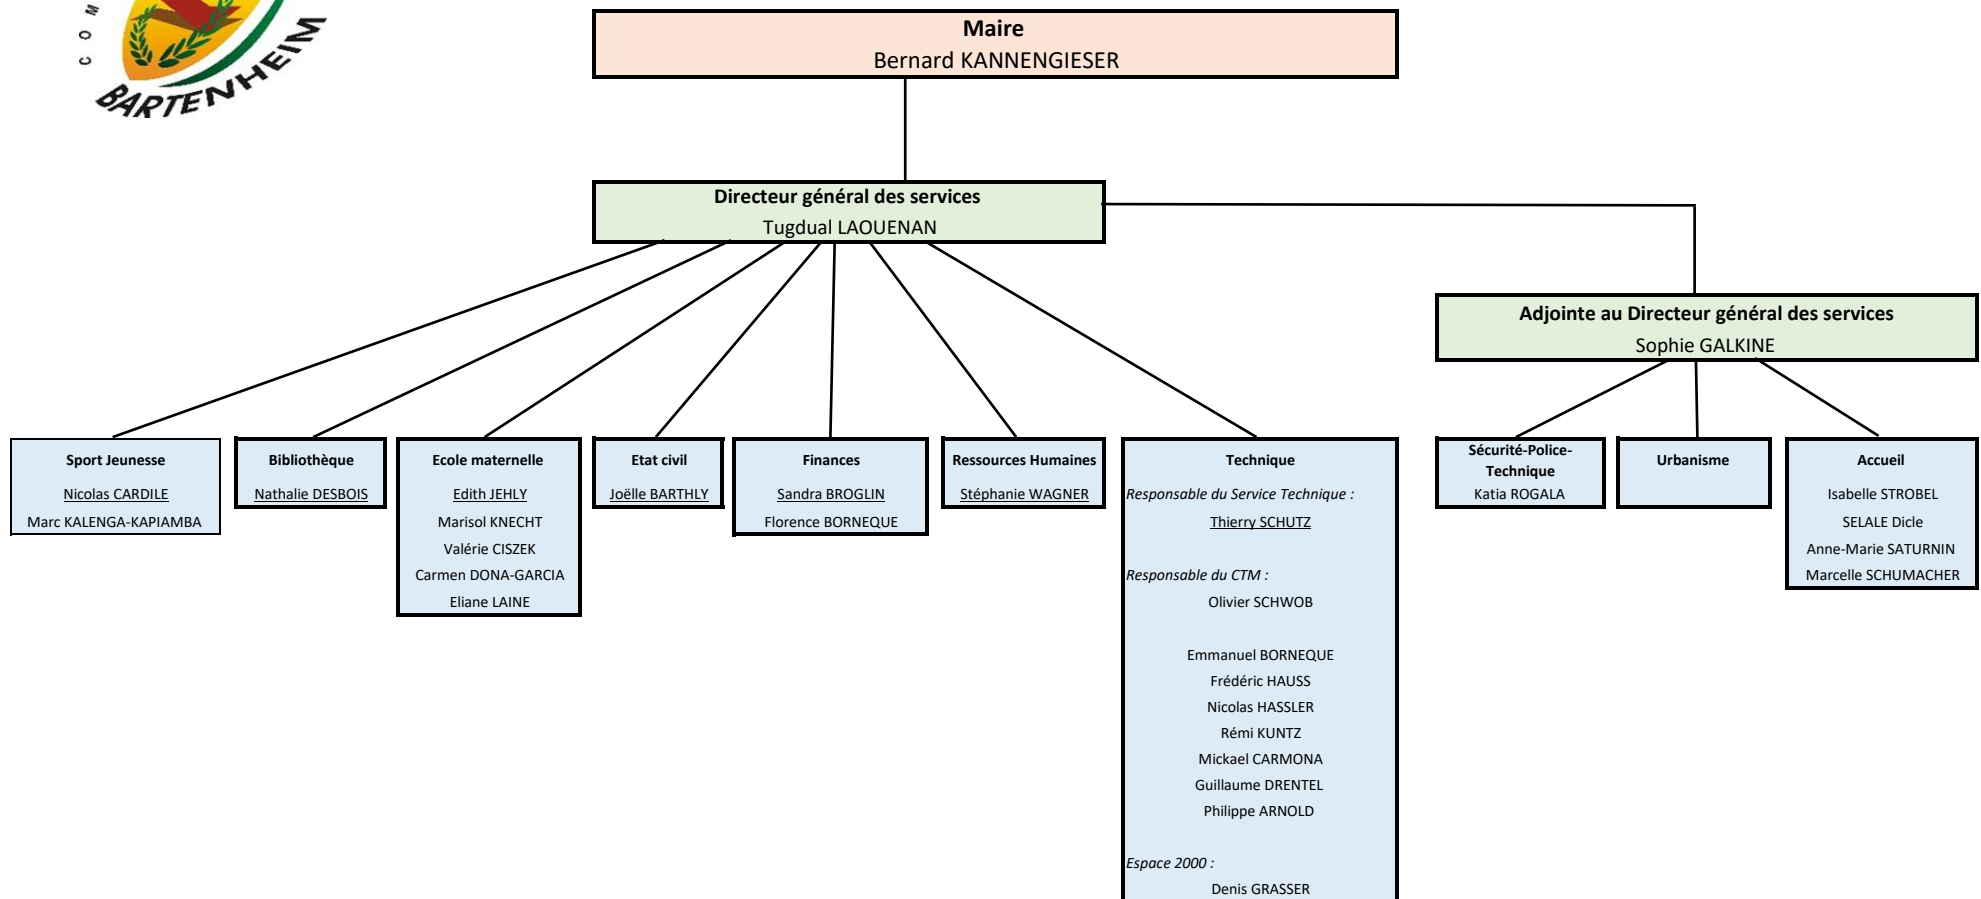 BARTENHEIM
Maire
Bernard KANNENGIESER
Directeur général des services
Tugdual LAOUENAN
Adjointe au Directeur général des services
Sophie GALKINE
Sport Jeunesse
Nicolas CARDILE
Marc KALENGA-KAPIAMBA
Bibliothèque
Nathalie DESBOIS
Ecole maternelle
Edith JEHLY
Marisol KNECHT
Valérie CISZEK
Carmen DONA-GARCIA
Eliane LAINE
Etat civil
Joëlle BARTHLY
Finances
Sandra BROGLIN
Florence BORNEQUE
Ressources Humaines
Stéphanie WAGNER
Technique
Responsable du Service Technique :
Thierry SCHUTZ
Responsable du CTM :
Olivier SCHWOB
Emmanuel BORNEQUE
Frédéric HAUSS
Nicolas HASSLER
Rémi KUNTZ
Mickael CARMONA
Guillaume DRENTEL
Philippe ARNOLD
Espace 2000 :
Denis GRASSER
Sécurité-Police-
Technique
Katia ROGALA
Urbanisme
Accueil
Isabelle STROBEL
SELALE Dicle
Anne-Marie SATURNIN
Marcelle SCHUMACHER